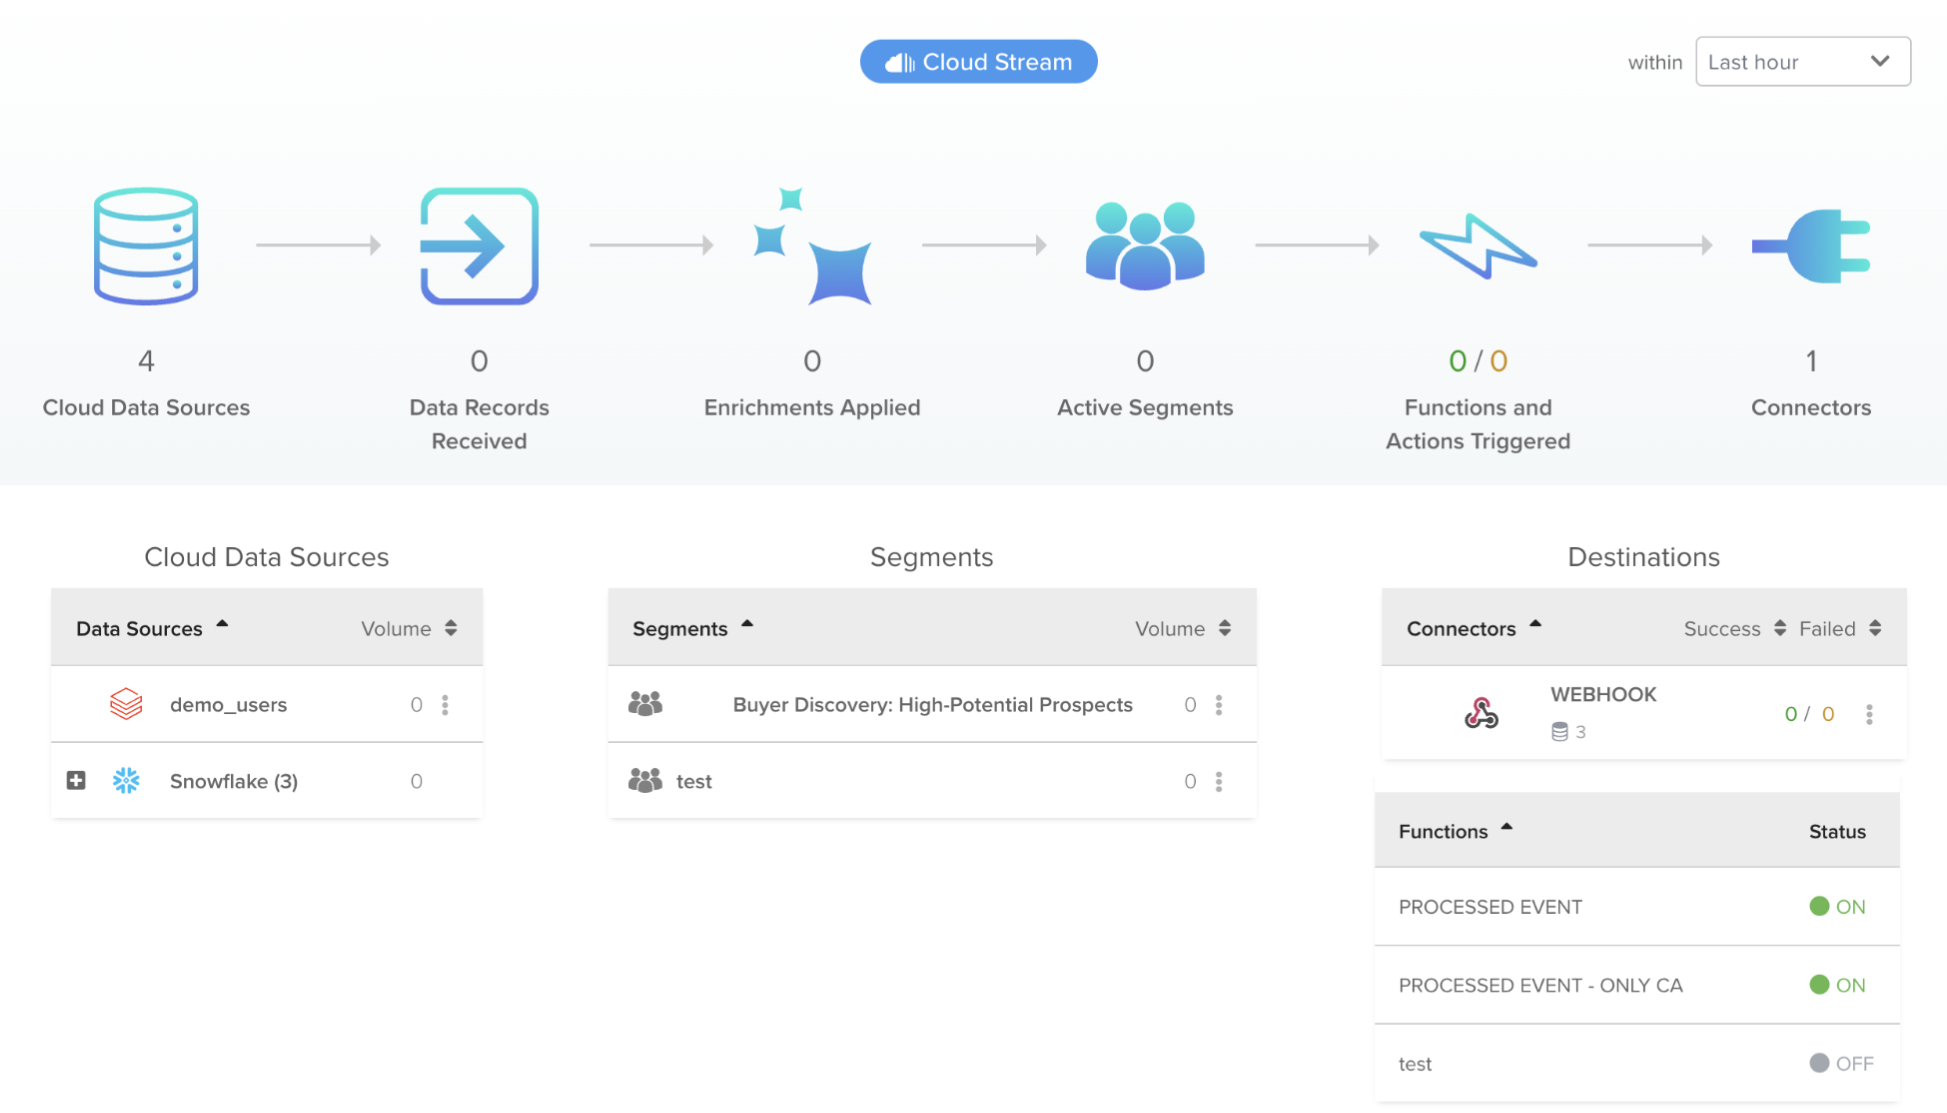 Cloud Stream
within Last hour
4
Cloud Data Sources
0
Data Records
Received
0
Enrichments Applied
0
Active Segments
0 / 0
Functions and
Actions Triggered
1
Connectors
Cloud Data Sources
Data Sources Volume
demo_users 0
Snowflake (3) 0
Segments
Segments Volume
Buyer Discovery: High-Potential Prospects 0
test 0
Destinations
Connectors Success Failed
WEBHOOK
3
0 / 0
Functions Status
PROCESSED EVENT ON
PROCESSED EVENT - ONLY CA ON
test OFF